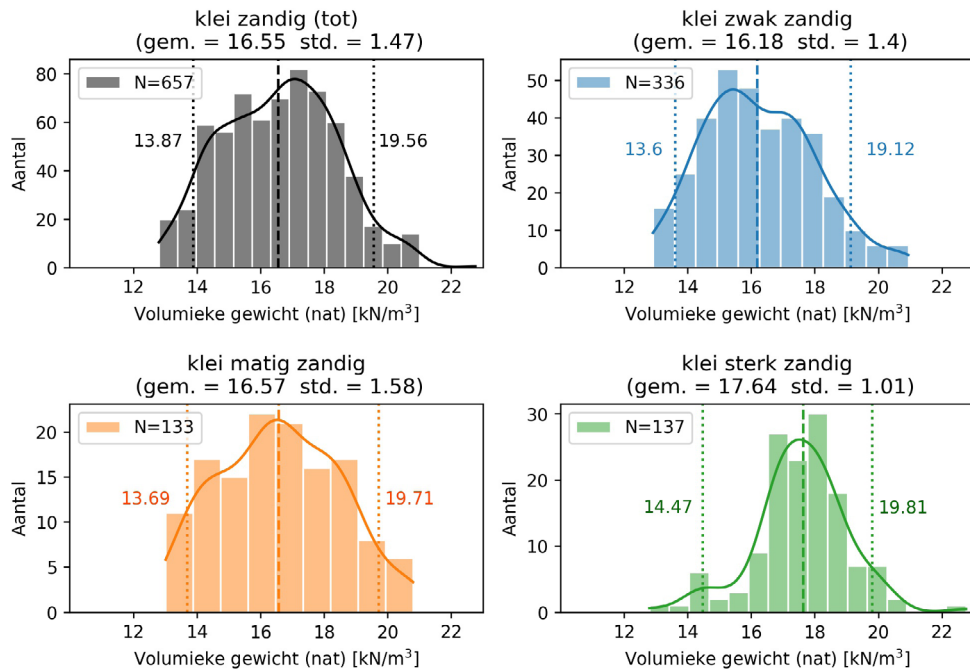 klei zandig (tot)
(gem. = 16.55 std. = 1.47)
N=657
13.87
19.56
Aantal
80
60
40
20
0
12 14 16 18 20 22
Volumieke gewicht (nat) [kN/m³]
klei zwak zandig
(gem. = 16.18 std. = 1.4)
N=336
13.6
19.12
Aantal
50
40
30
20
10
0
12 14 16 18 20 22
Volumieke gewicht (nat) [kN/m³]
klei matig zandig
(gem. = 16.57 std. = 1.58)
N=133
13.69
19.71
Aantal
20
15
10
5
0
12 14 16 18 20 22
Volumieke gewicht (nat) [kN/m³]
klei sterk zandig
(gem. = 17.64 std. = 1.01)
N=137
14.47
19.81
Aantal
30
20
10
0
12 14 16 18 20 22
Volumieke gewicht (nat) [kN/m³]